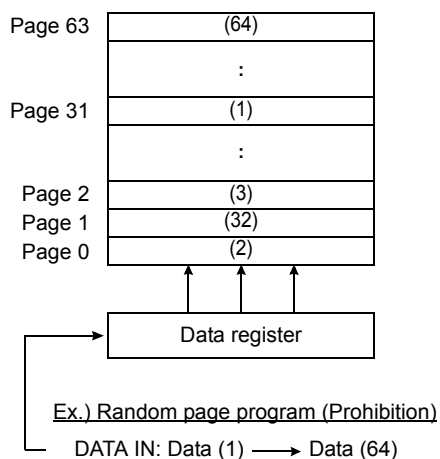 Page 63 (64)
:
Page 31 (1)
:
Page 2 (3)
Page 1 (32)
Page 0 (2)
Data register
Ex.) Random page program (Prohibition)
DATA IN: Data (1) Data (64)